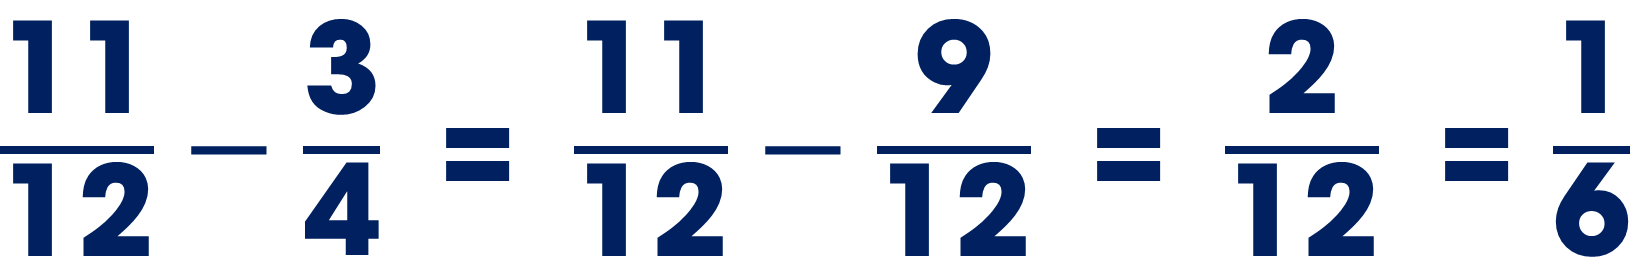 11/12 − 3/4 = 11/12 − 9/12 = 2/12 = 1/6